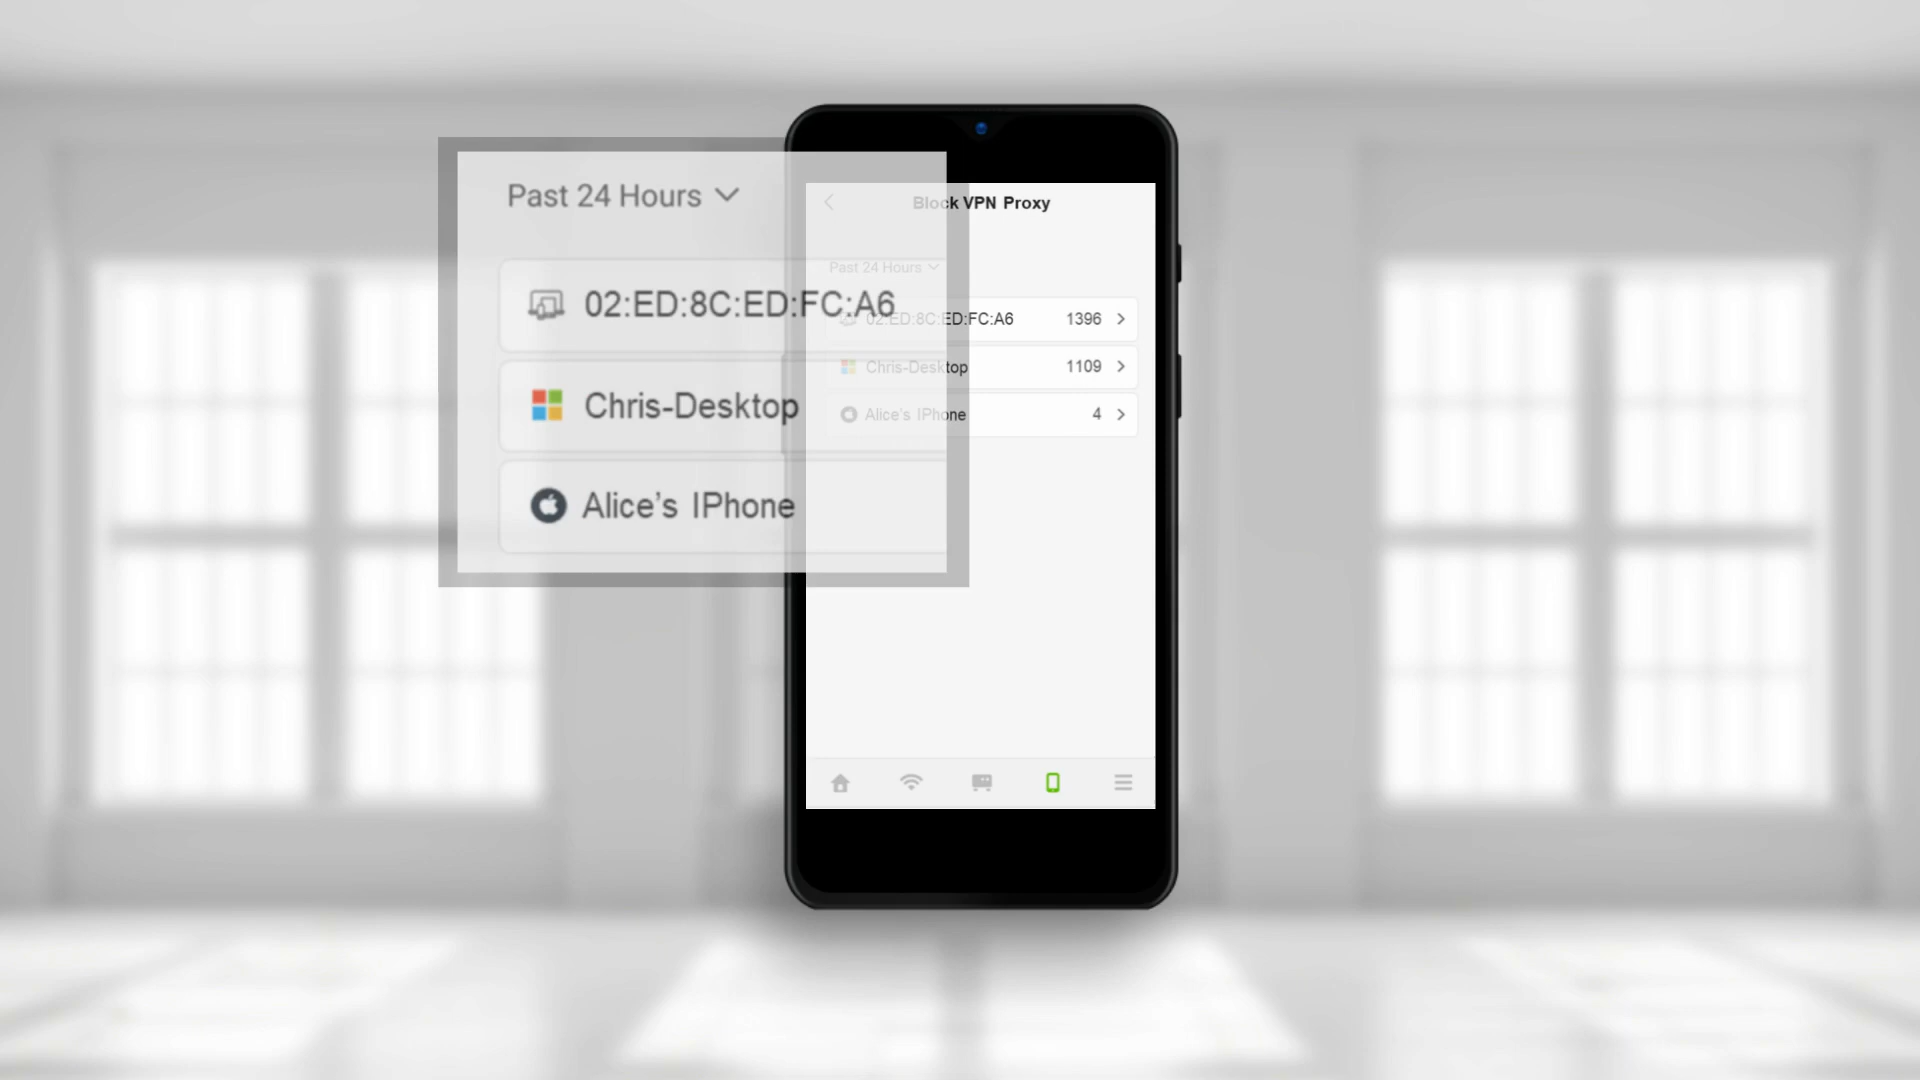 Past 24 Hours
02:ED:8C:ED:FC:A6
Chris-Desktop
Alice's IPhone
Block VPN Proxy
Past 24 Hours
02:ED:8C:ED:FC:A6 1396
Chris-Desktop 1109
Alice's IPhone 4